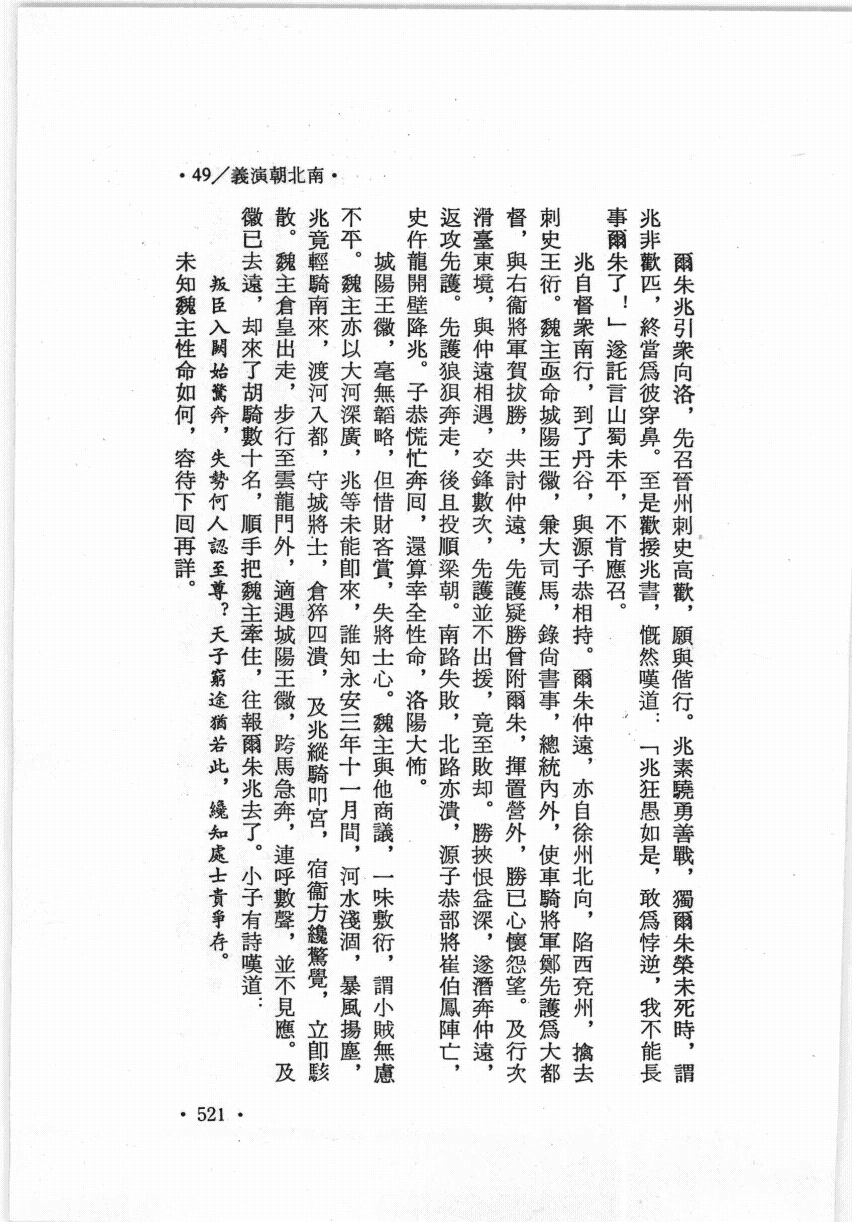 •49／義演朝北南•
爾朱兆引衆向洛，先召晉州刺史高歡，願與偕行。兆素驍勇善戰，獨爾朱榮未死時，謂
兆非歡匹，終當爲彼穿鼻。至是歡接兆書，慨然嘆道：「兆狂愚如是，敢爲悖逆，我不能長
事爾朱了！」遂託言山蜀未平，不肯應召。
兆自督衆南行，到了丹谷，與源子恭相持。爾朱仲遠，亦自徐州北向，陷西兗州，擒去
刺史王衍。魏主亟命城陽王徽，兼大司馬，錄尙書事，總統內外，使車騎將軍鄭先護爲大都
督，與右衞將軍賀拔勝，共討仲遠，先護疑勝曾附爾朱，揮置營外，勝已心懷怨望。及行次
滑臺東境，與仲遠相遇，交鋒數次，先護並不出援，竟至敗却。勝挾恨益深，遂潛奔仲遠，
返攻先護。先護狼狽奔走，後且投順梁朝。南路失敗，北路亦潰，源子恭部將崔伯鳳陣亡，
史仵龍開壁降兆。子恭慌忙奔囘，還算幸全性命，洛陽大怖。
城陽王徽，毫無韜略，但惜財吝賞，失將士心。魏主與他商議，一味敷衍，謂小賊無慮
不平。魏主亦以大河深廣，兆等未能卽來，誰知永安三年十一月間，河水淺涸，暴風揚塵，
兆竟輕騎南來，渡河入都，守城將士，倉猝四潰，及兆縱騎叩宮，宿衞方纔驚覺，立卽駭
散。魏主倉皇出走，步行至雲龍門外，適遇城陽王徽，跨馬急奔，連呼數聲，並不見應。及
徽已去遠，却來了胡騎數十名，順手把魏主牽住，往報爾朱兆去了。小子有詩嘆道：
叛臣入闕始驚奔，失勢何人認至尊？天子窮途猶若此，纔知處士貴爭存。
未知魏主性命如何，容待下囘再詳。
•521•